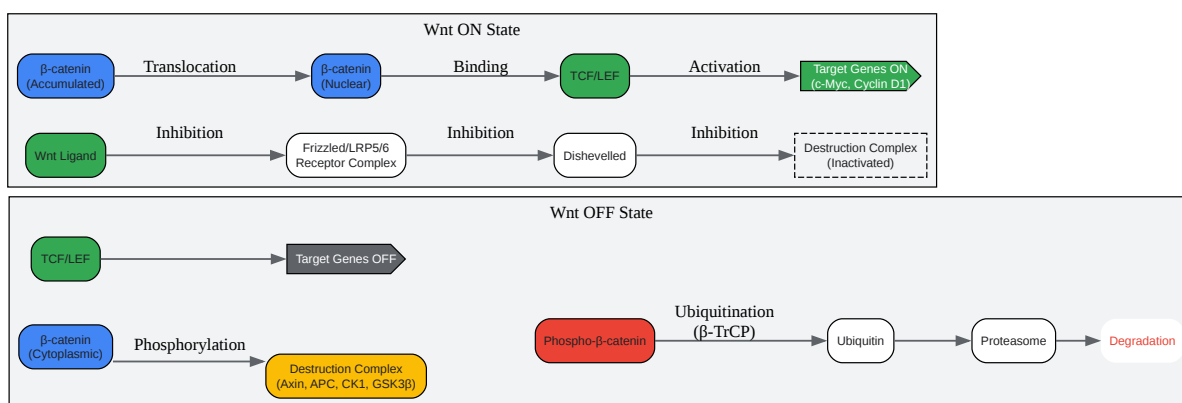 Wnt ON State
β-catenin
(Accumulated)
Translocation
β-catenin
(Nuclear)
Binding
TCF/LEF
Activation
Target Genes ON
(c-Myc, Cyclin D1)
Wnt Ligand
Inhibition
Frizzled/LRP5/6
Receptor Complex
Inhibition
Dishevelled
Inhibition
Destruction Complex
(Inactivated)
Wnt OFF State
TCF/LEF
Target Genes OFF
β-catenin
(Cytoplasmic)
Phosphorylation
Destruction Complex
(Axin, APC, CK1, GSK3β)
Phospho-β-catenin
Ubiquitination
(β-TrCP)
Ubiquitin
Proteasome
Degradation